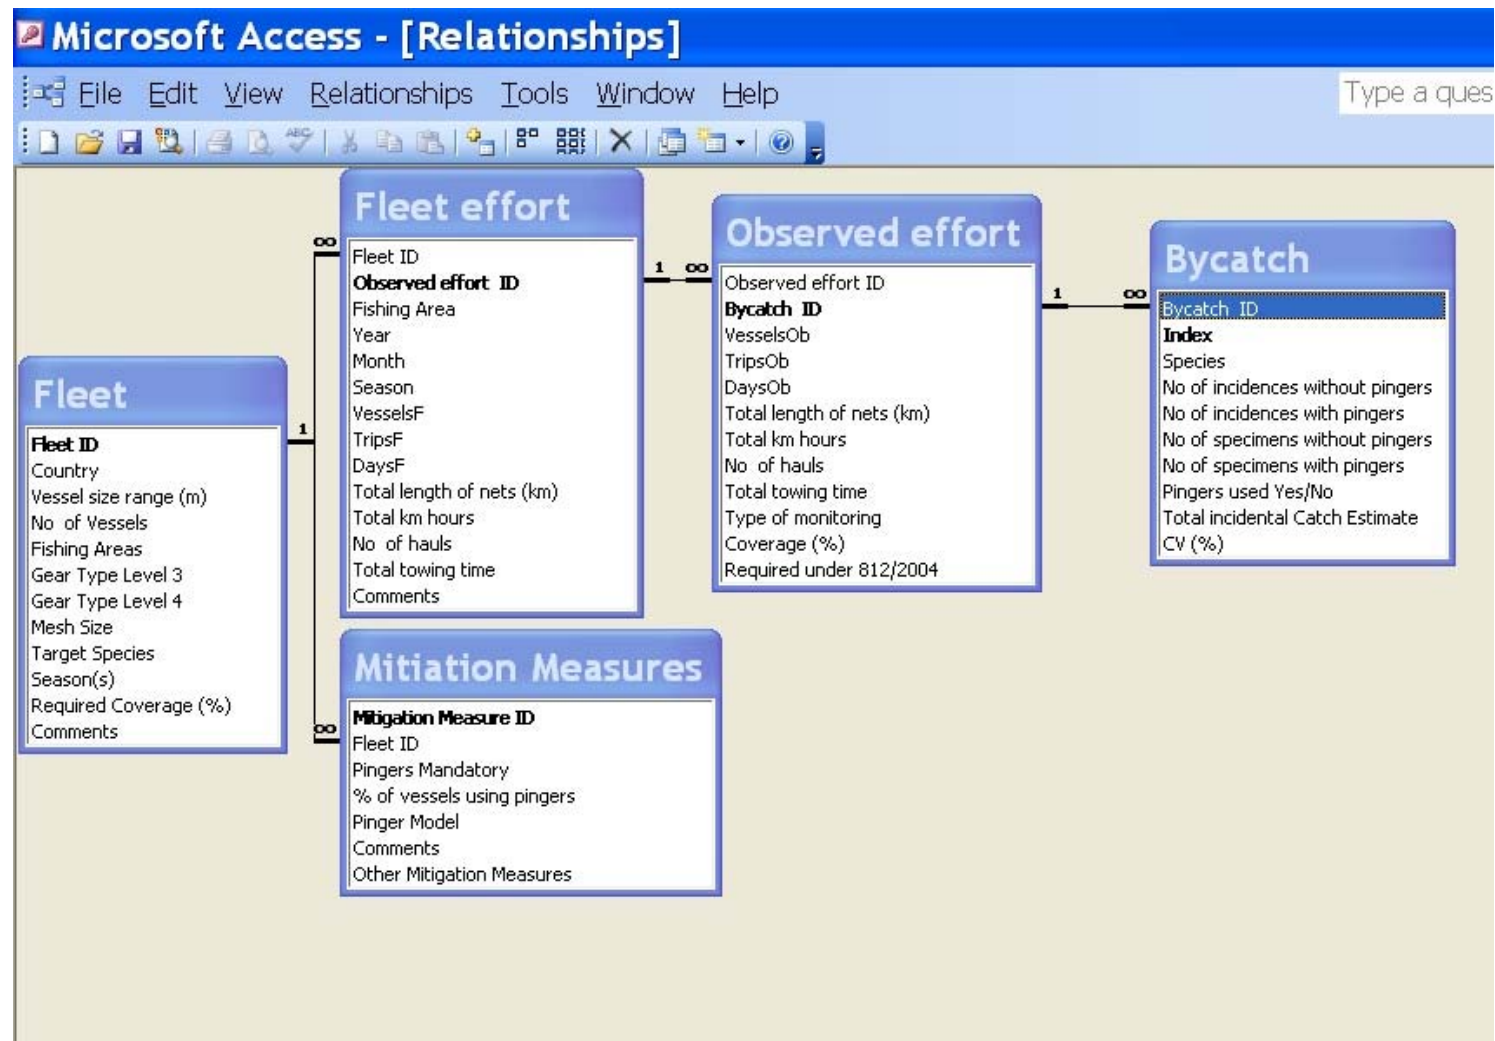 Microsoft Access - [Relationships]
File Edit View Relationships Tools Window Help
Type a ques
ABC
Fleet effort
Fleet ID
Observed effort ID
Fishing Area
Year
Month
Season
VesselsF
TripsF
DaysF
Total length of nets (km)
Total km hours
No of hauls
Total towing time
Comments
∞
1 ∞
Observed effort
Observed effort ID
Bycatch ID
VesselsOb
TripsOb
DaysOb
Total length of nets (km)
Total km hours
No of hauls
Total towing time
Type of monitoring
Coverage (%)
Required under 812/2004
1 ∞
Bycatch
Bycatch ID
Index
Species
No of incidences without pingers
No of incidences with pingers
No of specimens without pingers
No of specimens with pingers
Pingers used Yes/No
Total incidental Catch Estimate
CV (%)
Fleet
Fleet ID
Country
Vessel size range (m)
No of Vessels
Fishing Areas
Gear Type Level 3
Gear Type Level 4
Mesh Size
Target Species
Season(s)
Required Coverage (%)
Comments
1
∞
Mitiation Measures
Mitigation Measure ID
Fleet ID
Pingers Mandatory
% of vessels using pingers
Pinger Model
Comments
Other Mitigation Measures